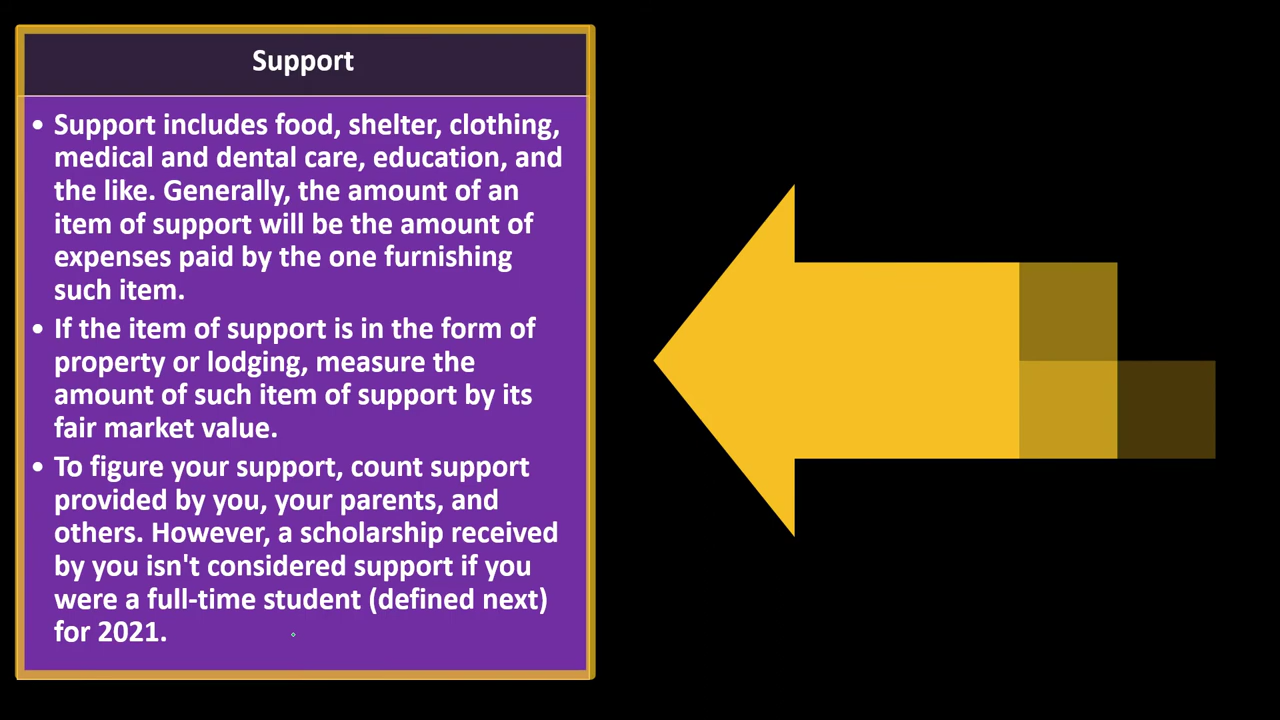 Support
• Support includes food, shelter, clothing,
medical and dental care, education, and
the like. Generally, the amount of an
item of support will be the amount of
expenses paid by the one furnishing
such item.
• If the item of support is in the form of
property or lodging, measure the
amount of such item of support by its
fair market value.
• To figure your support, count support
provided by you, your parents, and
others. However, a scholarship received
by you isn't considered support if you
were a full-time student (defined next)
for 2021.